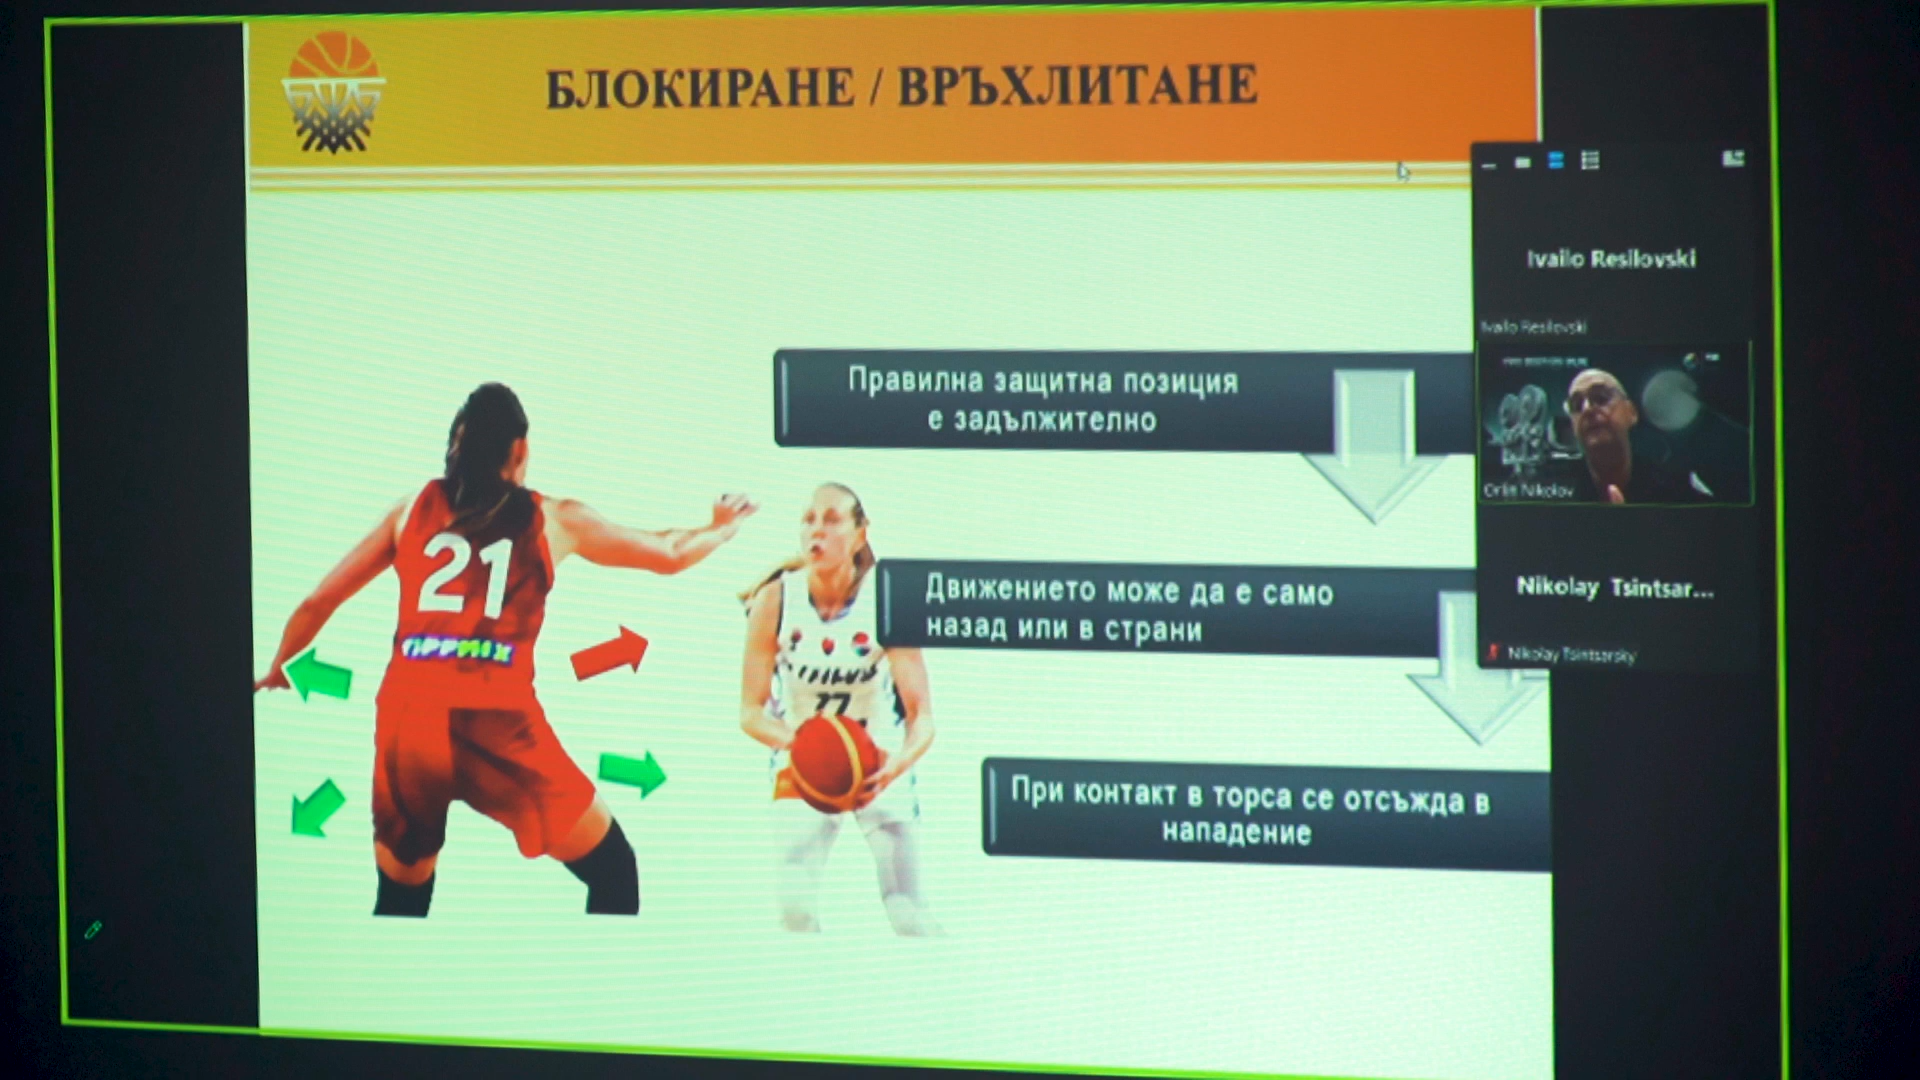 БЛОКИРАНЕ / ВРЪХЛИТАНЕ
Ivailo Resilovski
Ivailo Resilovski
Правилна защитна позиция
е задължително
Orlin Nikolov
21
Движението може да е само
назад или в страни
Nikolay Tsintsar...
Nikolay Tsintsarsky
77
При контакт в торса се отсъжда в
нападение